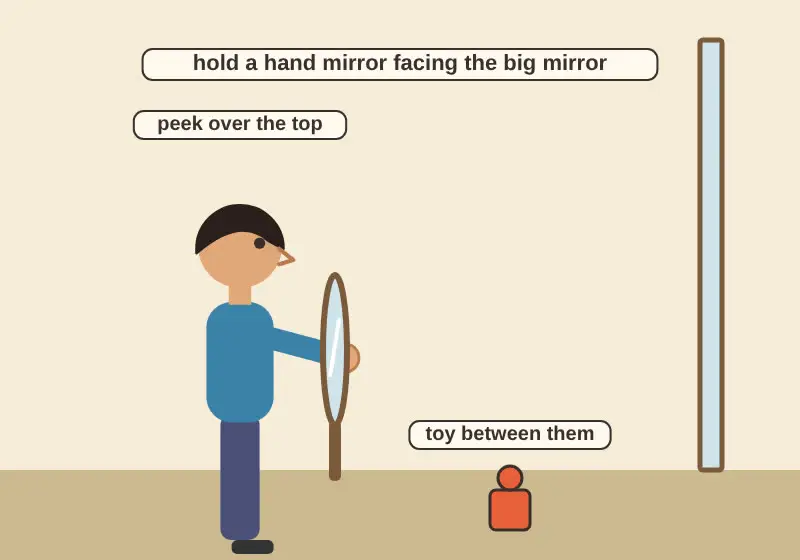 hold a hand mirror facing the big mirror
peek over the top
toy between them